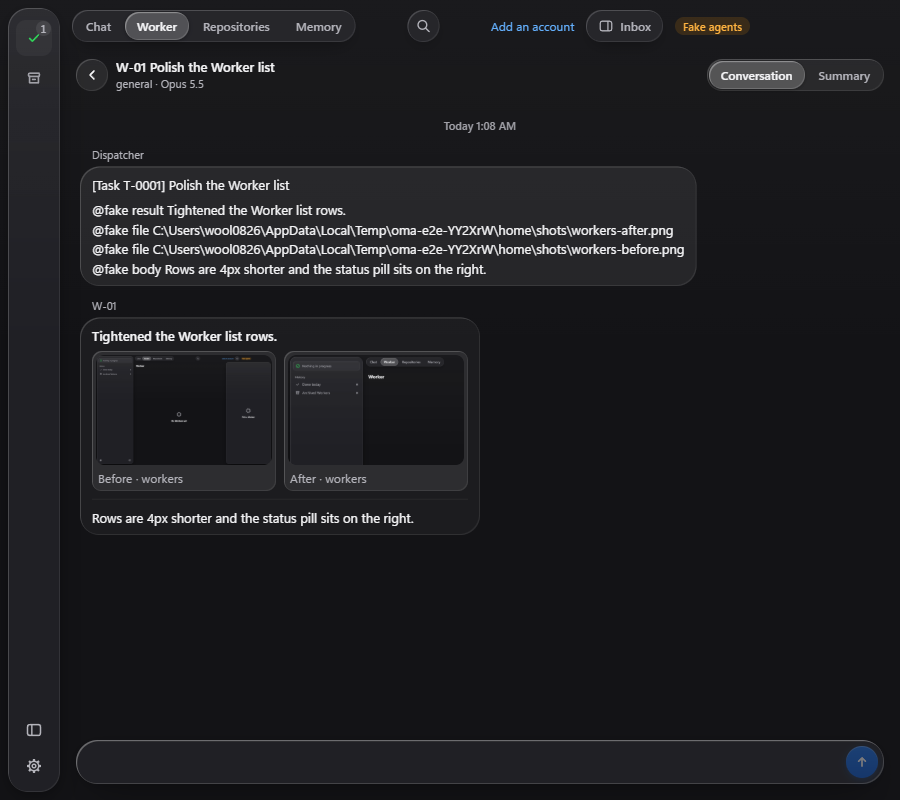 1
Chat
Worker
Repositories
Memory
Add an account
Inbox
Fake agents
W-01 Polish the Worker list
general · Opus 5.5
Conversation
Summary
Today 1:08 AM
Dispatcher
[Task T-0001] Polish the Worker list
@fake result Tightened the Worker list rows.
@fake file C:\Users\wool0826\AppData\Local\Temp\oma-e2e-YY2XrW\home\shots\workers-after.png
@fake file C:\Users\wool0826\AppData\Local\Temp\oma-e2e-YY2XrW\home\shots\workers-before.png
@fake body Rows are 4px shorter and the status pill sits on the right.
W-01
Tightened the Worker list rows.
Chat
Worker
Repositories
Memory
Worker
Before · workers
After · workers
Rows are 4px shorter and the status pill sits on the right.